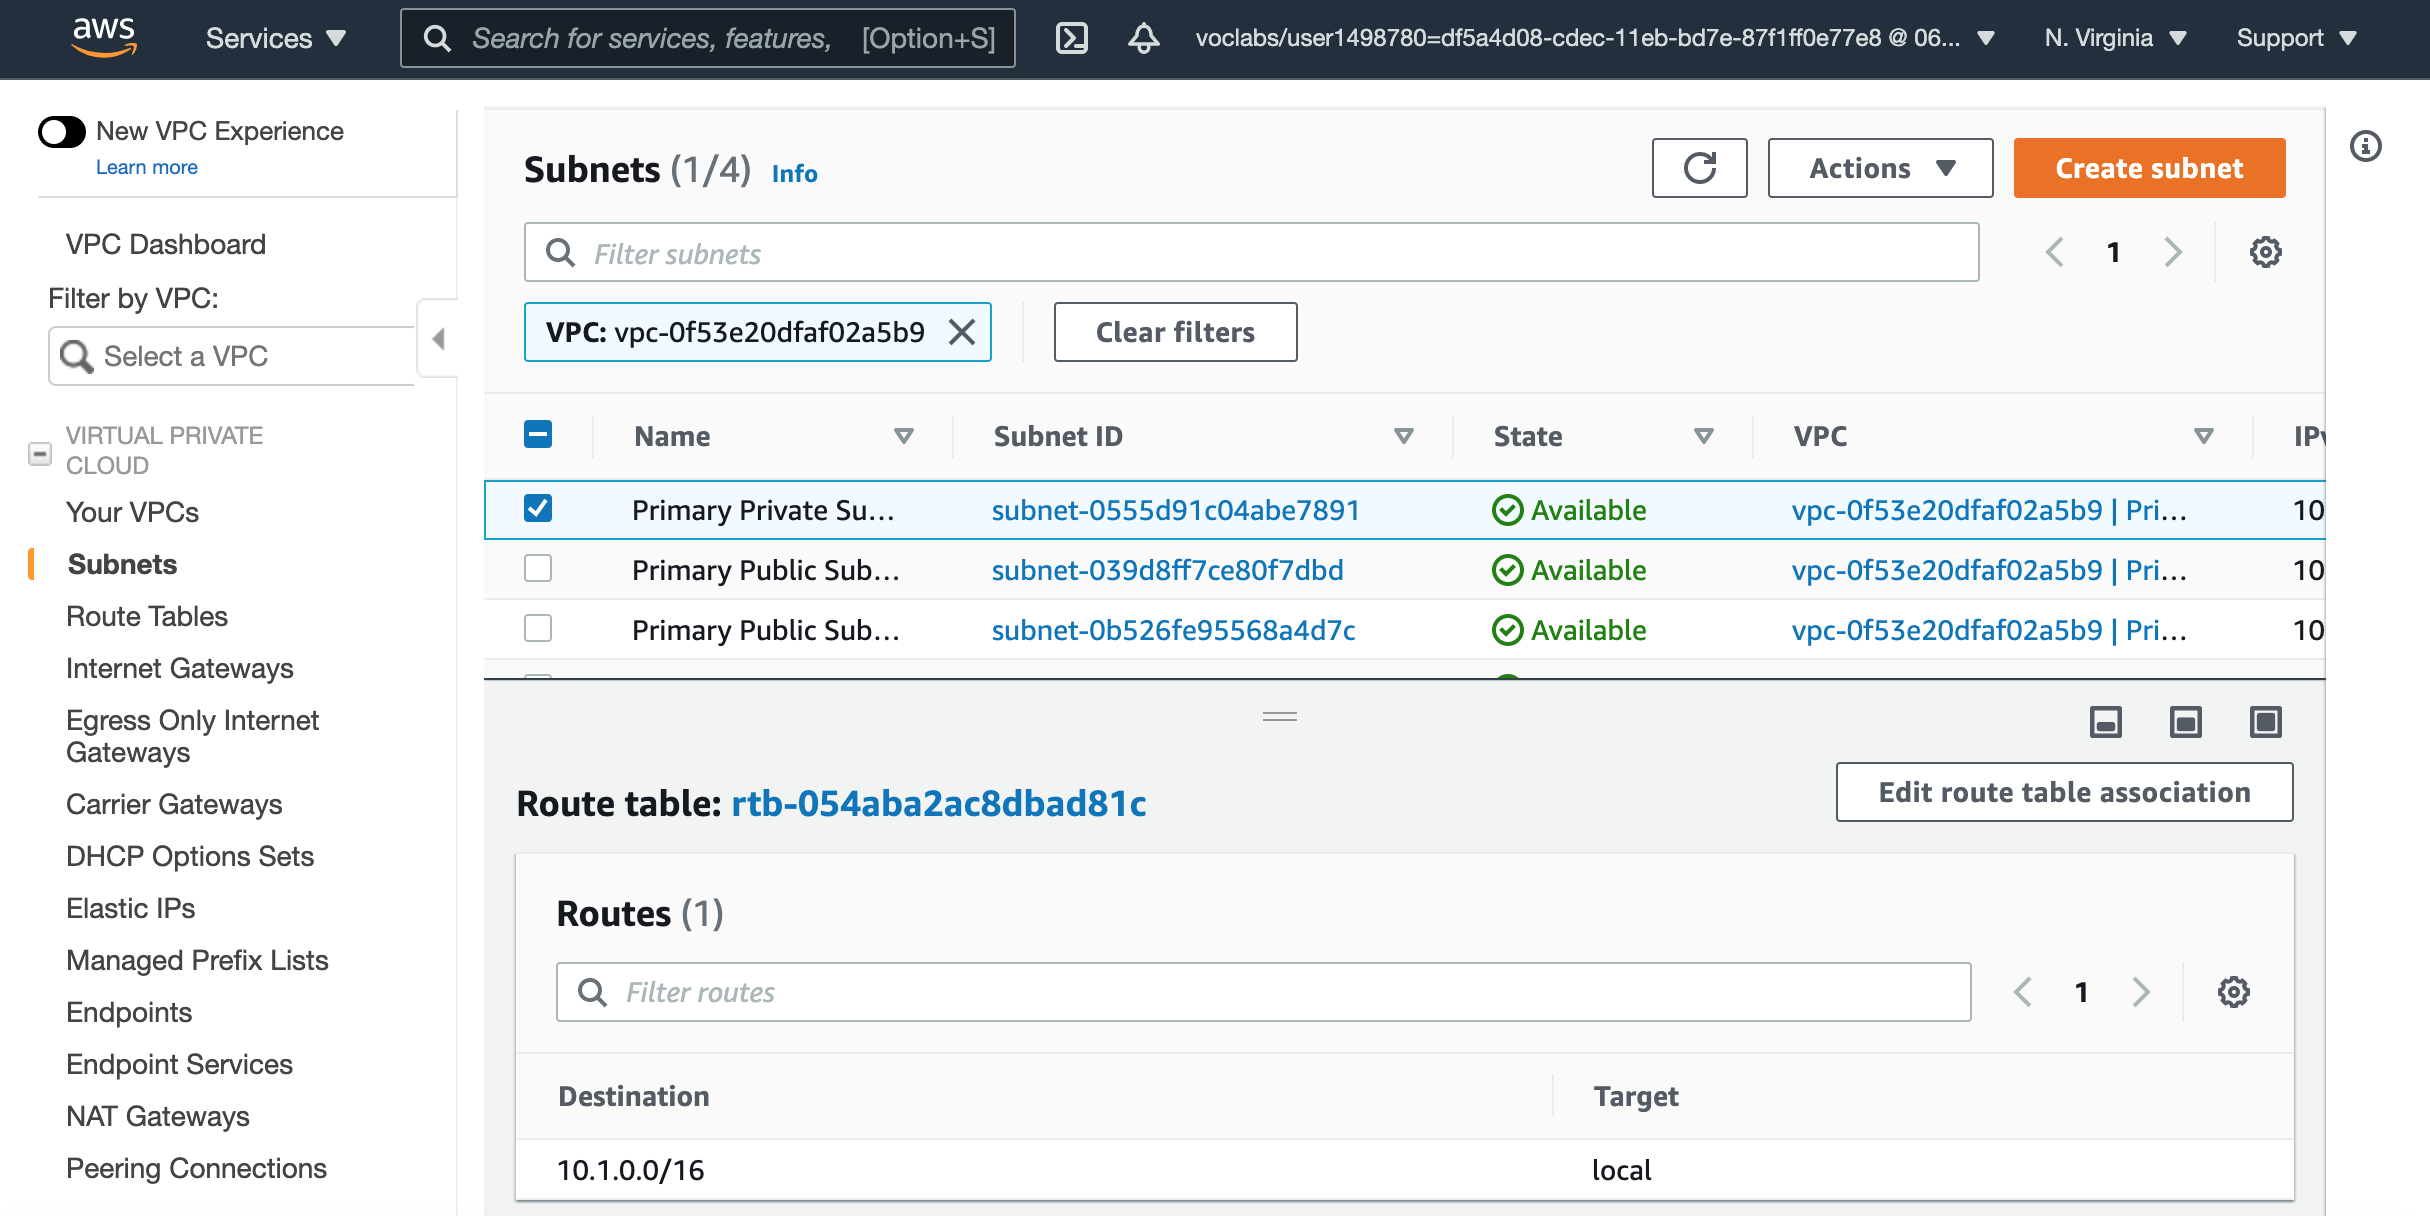 aws Services Search for services, features, [Option+S] voclabs/user1498780=df5a4d08-cdec-11eb-bd7e-87f1ff0e77e8 @ 06... N. Virginia Support
New VPC Experience
Learn more
VPC Dashboard
Filter by VPC:
Select a VPC
VIRTUAL PRIVATE
CLOUD
Your VPCs
Subnets
Route Tables
Internet Gateways
Egress Only Internet
Gateways
Carrier Gateways
DHCP Options Sets
Elastic IPs
Managed Prefix Lists
Endpoints
Endpoint Services
NAT Gateways
Peering Connections
Subnets (1/4) Info Actions Create subnet
Filter subnets 1
VPC: vpc-0f53e20dfaf02a5b9 Clear filters
Name Subnet ID State VPC
Primary Private Su... subnet-0555d91c04abe7891 Available vpc-0f53e20dfaf02a5b9 | Pri... 10
Primary Public Sub... subnet-039d8ff7ce80f7dbd Available vpc-0f53e20dfaf02a5b9 | Pri... 10
Primary Public Sub... subnet-0b526fe95568a4d7c Available vpc-0f53e20dfaf02a5b9 | Pri... 10
Route table: rtb-054aba2ac8dbad81c Edit route table association
Routes (1)
Filter routes 1
Destination Target
10.1.0.0/16 local